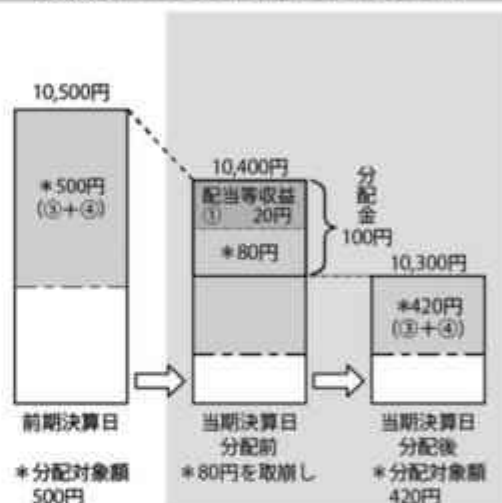 10,500円
*500円
(③+④)
前期決算日
*分配対象額
500円
10,400円
配当等収益
① 20円
*80円
分配金
100円
当期決算日
分配前
*80円を取崩し
10,300円
*420円
(③+④)
当期決算日
分配後
*分配対象額
420円